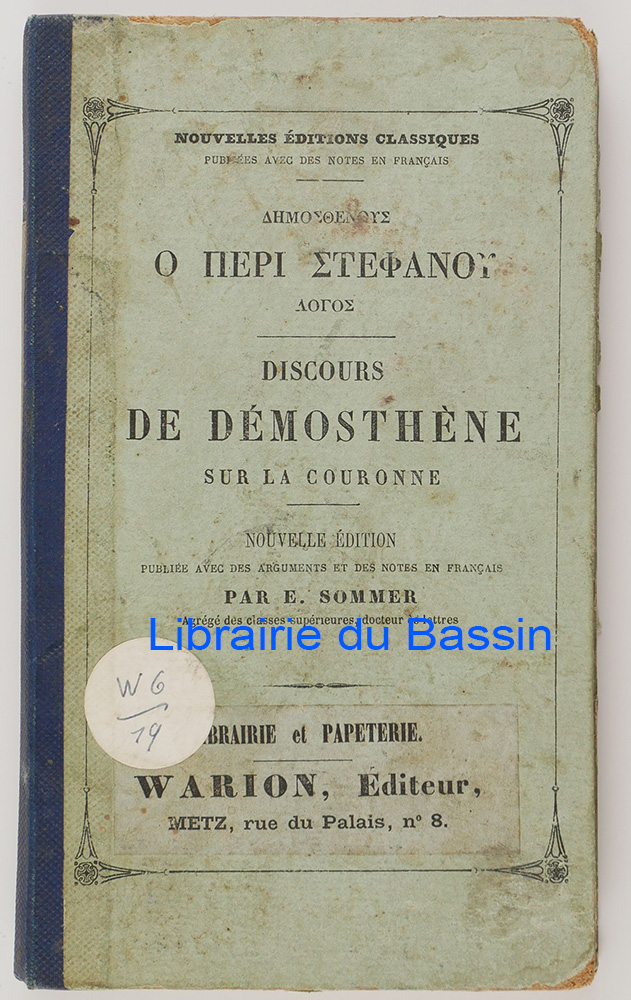 NOUVELLES ÉDITIONS CLASSIQUES
PUBLIÉES AVEC DES NOTES EN FRANÇAIS
ΔΗΜΟΣΘΕΝΟΥΣ
Ο ΠΕΡΙ ΣΤΕΦΑΝΟΥ
ΛΟΓΟΣ
DISCOURS
DE DÉMOSTHÈNE
SUR LA COURONNE
NOUVELLE ÉDITION
PUBLIÉE AVEC DES ARGUMENTS ET DES NOTES EN FRANÇAIS
PAR E. SOMMER
Agrégé des classes supérieures, docteur ès lettres
Librairie du Bassin
W 6
19
LIBRAIRIE et PAPETERIE.
WARION, Éditeur,
METZ, rue du Palais, nº 8.